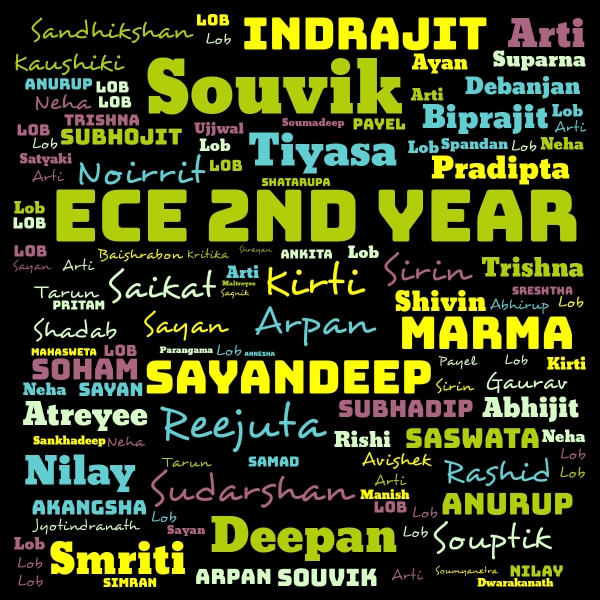 Sandhikshan LOB Lob INDRAJIT Arti
Kaushiki Souvik Ayan Suparna
ANURUP LOB Debanjan
Neha LOB Arti Biprajit Lob
TRISHNA Ujjwal Soumadeep PAYEL Arti
LOB SUBHOJIT
Lob Lob Tiyasa Lob Spandan Lob Neha
Satyaki Noirrit LOB Pradipta
Arti SHATARUPA
Lob ECE 2ND YEAR
LOB
LOB Baishrabon Kritika Shreyan ANKITA Lob
Sayan Arti Saikat Arti Kirti Sirin Trishna
Maitreyee
Tarun Sagnik SRESHTHA
PRITAM Shivin Abhirup Lob
Shadab Sayan Arpan MARMA
MAHASWETA LOB Parangama Lob ANNESHA
SOHAM SAYANDEEP Payel Lob Kirti
Neha SAYAN Sirin Gaurav
Atreyee Reejuta SUBHADIP Abhijit
Sankhadeep Neha Rishi SASWATA Neha
Nilay Tarun SAMAD Avishek Lob
Sudarshan Arti Rashid Lob
AKANGSHA Manish
Jyotindranath Lob LOB Lob ANURUP
Sayan Deepan Lob Souptik
Lob Smriti
Lob Soumyanetra NILAY
Lob SIMRAN ARPAN SOUVIK Arti Dwarakanath